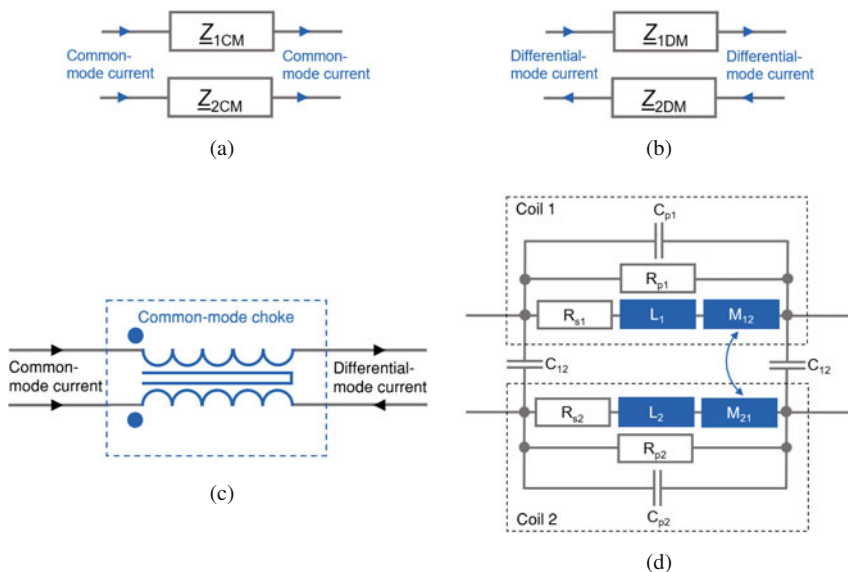 Z1CM
Common-
mode current
Common-
mode current
Z2CM
(a)
Z1DM
Differential-
mode current
Differential-
mode current
Z2DM
(b)
Common-mode choke
Common-
mode current
Differential-
mode current
(c)
Coil 1
Cp1
Rp1
Rs1 L1 M12
C12 C12
Rs2 L2 M21
Rp2
Cp2
Coil 2
(d)